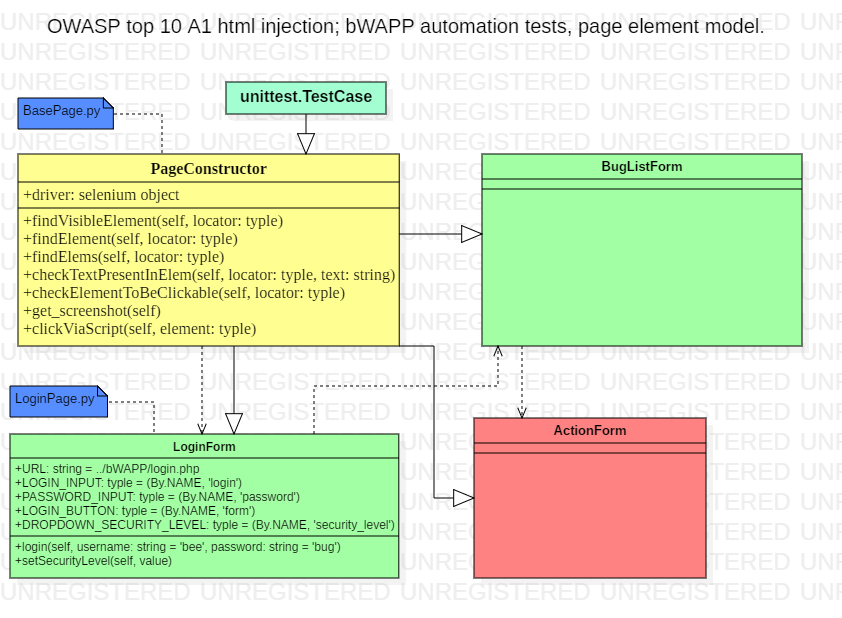 OWASP top 10 A1 html injection; bWAPP automation tests, page element model.
unittest.TestCase
BasePage.py
PageConstructor
+driver: selenium object
+findVisibleElement(self, locator: typle)
+findElement(self, locator: typle)
+findElems(self, locator: typle)
+checkTextPresentInElem(self, locator: typle, text: string)
+checkElementToBeClickable(self, locator: typle)
+get_screenshot(self)
+clickViaScript(self, element: typle)
BugListForm
LoginPage.py
LoginForm
+URL: string = ../bWAPP/login.php
+LOGIN_INPUT: typle = (By.NAME, 'login')
+PASSWORD_INPUT: typle = (By.NAME, 'password')
+LOGIN_BUTTON: typle = (By.NAME, 'form')
+DROPDOWN_SECURITY_LEVEL: typle = (By.NAME, 'security_level')
+login(self, username: string = 'bee', password: string = 'bug')
+setSecurityLevel(self, value)
ActionForm
UNREGISTERED